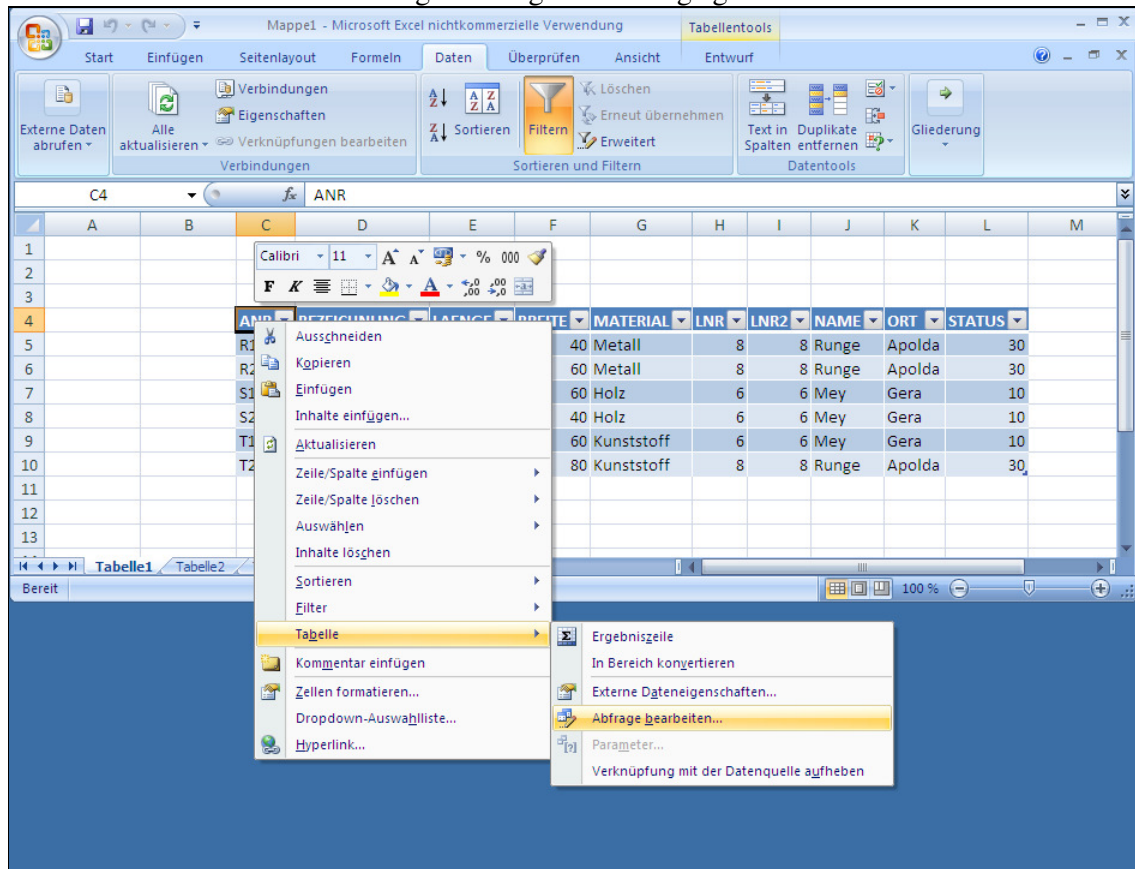 Mappe1 - Microsoft Excel nichtkommerzielle Verwendung Tabellentools
Start Einfügen Seitenlayout Formeln Daten Überprüfen Ansicht Entwurf
Externe Daten abrufen
Alle aktualisieren
Verbindungen
Eigenschaften
Verknüpfungen bearbeiten
Verbindungen
Sortieren
Filtern
Löschen
Erneut übernehmen
Erweitert
Sortieren und Filtern
Text in Spalten
Duplikate entfernen
Datentools
Gliederung
C4 fx ANR
A B C D E F G H I J K L M
1
2
3
Calibri 11 A A % 000
F K A ,00 ,00
4 ANR BEZEICHNUNG LAENGE BREITE MATERIAL LNR LNR2 NAME ORT STATUS
5 R1 40 Metall 8 8 Runge Apolda 30
6 R2 60 Metall 8 8 Runge Apolda 30
7 S1 60 Holz 6 6 Mey Gera 10
8 S2 40 Holz 6 6 Mey Gera 10
9 T1 60 Kunststoff 6 6 Mey Gera 10
10 T2 80 Kunststoff 8 8 Runge Apolda 30
11
12
13
Tabelle1 Tabelle2
Bereit 100 %
Ausschneiden
Kopieren
Einfügen
Inhalte einfügen...
Aktualisieren
Zeile/Spalte einfügen
Zeile/Spalte löschen
Auswählen
Inhalte löschen
Sortieren
Filter
Tabelle
Kommentar einfügen
Zellen formatieren...
Dropdown-Auswahlliste...
Hyperlink...
Ergebniszeile
In Bereich konvertieren
Externe Dateneigenschaften...
Abfrage bearbeiten...
Parameter...
Verknüpfung mit der Datenquelle aufheben